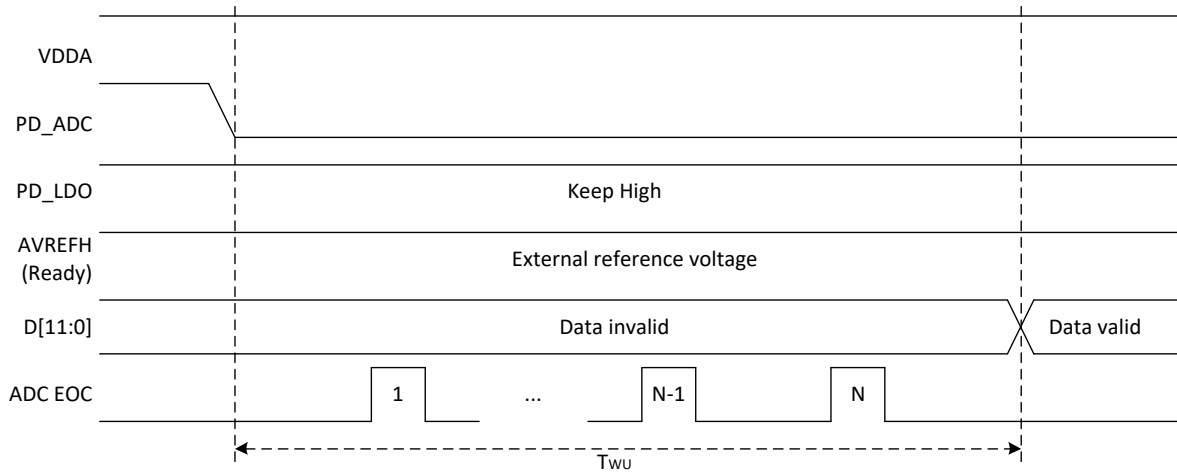 VDDA
PD_ADC
PD_LDO
Keep High
AVREFH
(Ready)
External reference voltage
D[11:0]
Data invalid
Data valid
ADC EOC
1
...
N-1
N
TWU